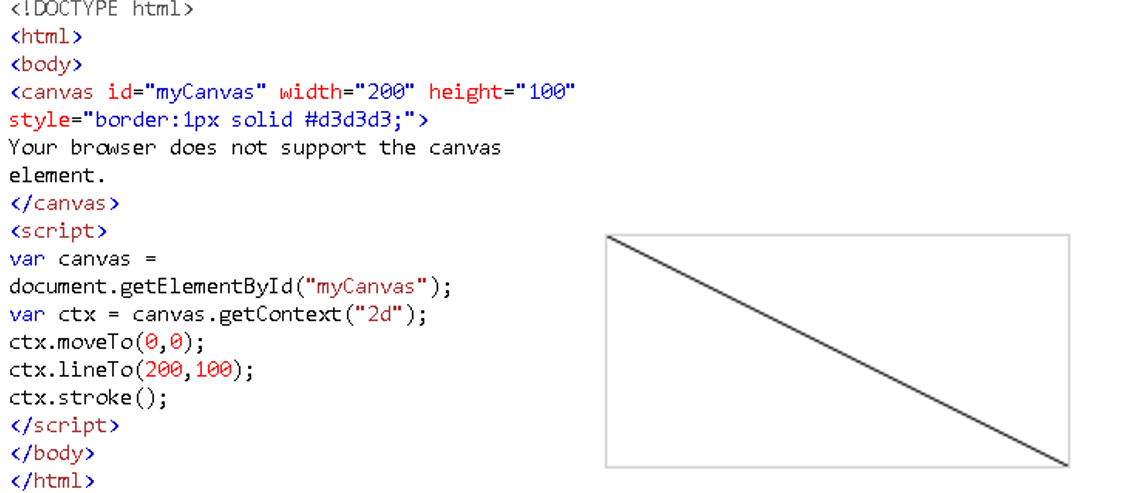 <!DOCTYPE html>
<html>
<body>
<canvas id="myCanvas" width="200" height="100"
style="border:1px solid #d3d3d3;">
Your browser does not support the canvas
element.
</canvas>
<script>
var canvas =
document.getElementById("myCanvas");
var ctx = canvas.getContext("2d");
ctx.moveTo(0,0);
ctx.lineTo(200,100);
ctx.stroke();
</script>
</body>
</html>